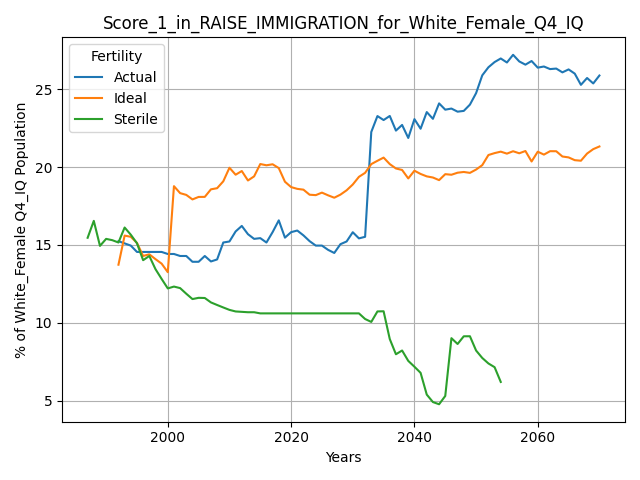 Score_1_in_RAISE_IMMIGRATION_for_White_Female_Q4_IQ
Fertility
Actual
Ideal
Sterile
% of White_Female Q4_IQ Population
25
20
15
10
5
2000
2020
2040
2060
Years